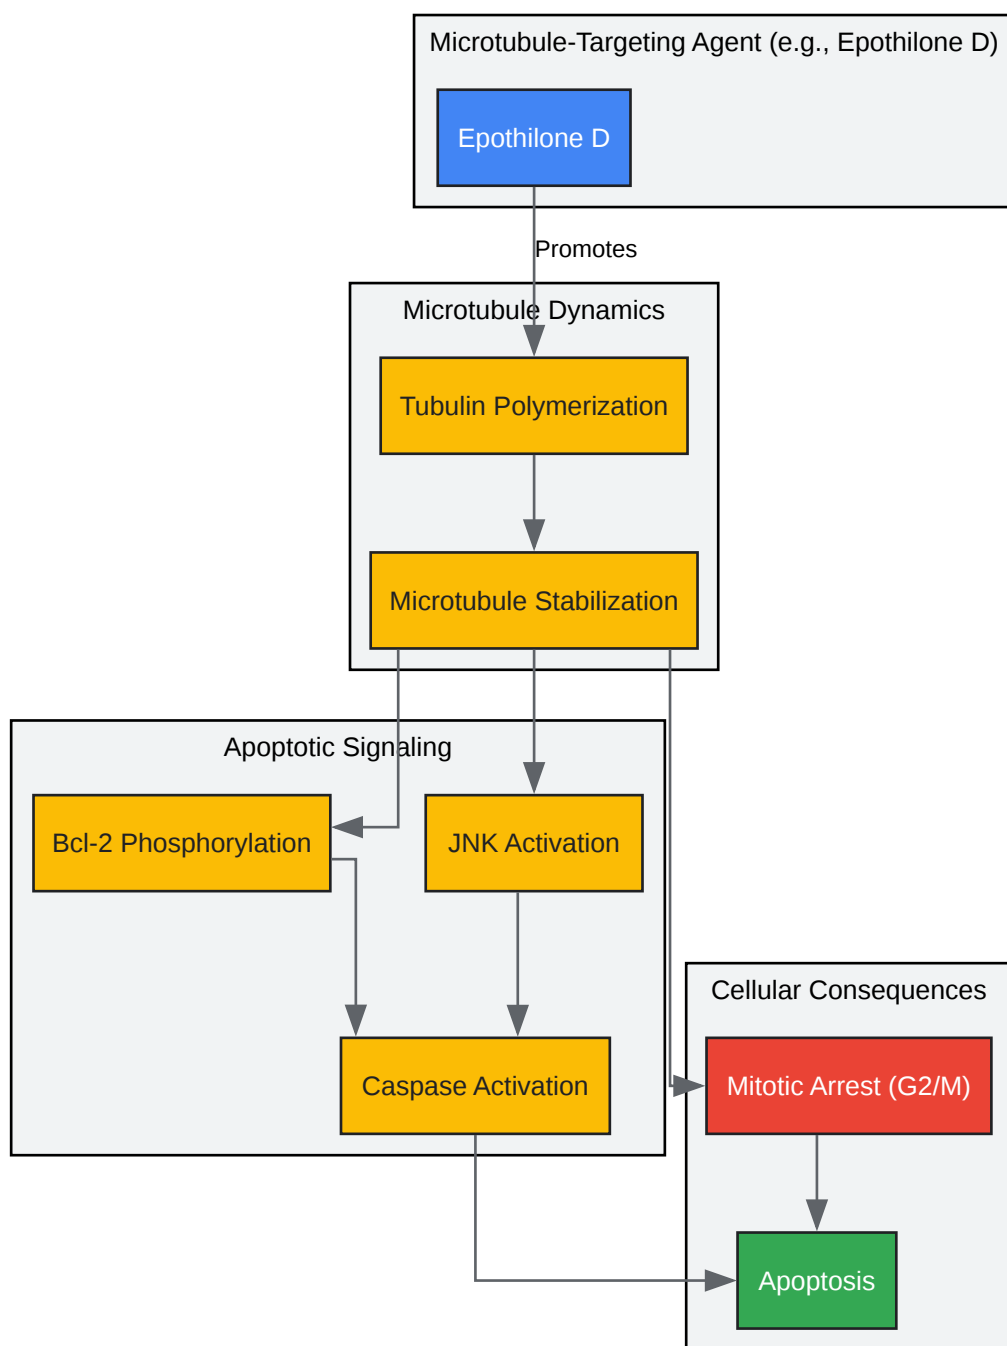 Microtubule-Targeting Agent (e.g., Epothilone D)
Epothilone D
Promotes
Microtubule Dynamics
Tubulin Polymerization
Microtubule Stabilization
Apoptotic Signaling
Bcl-2 Phosphorylation
JNK Activation
Caspase Activation
Cellular Consequences
Mitotic Arrest (G2/M)
Apoptosis